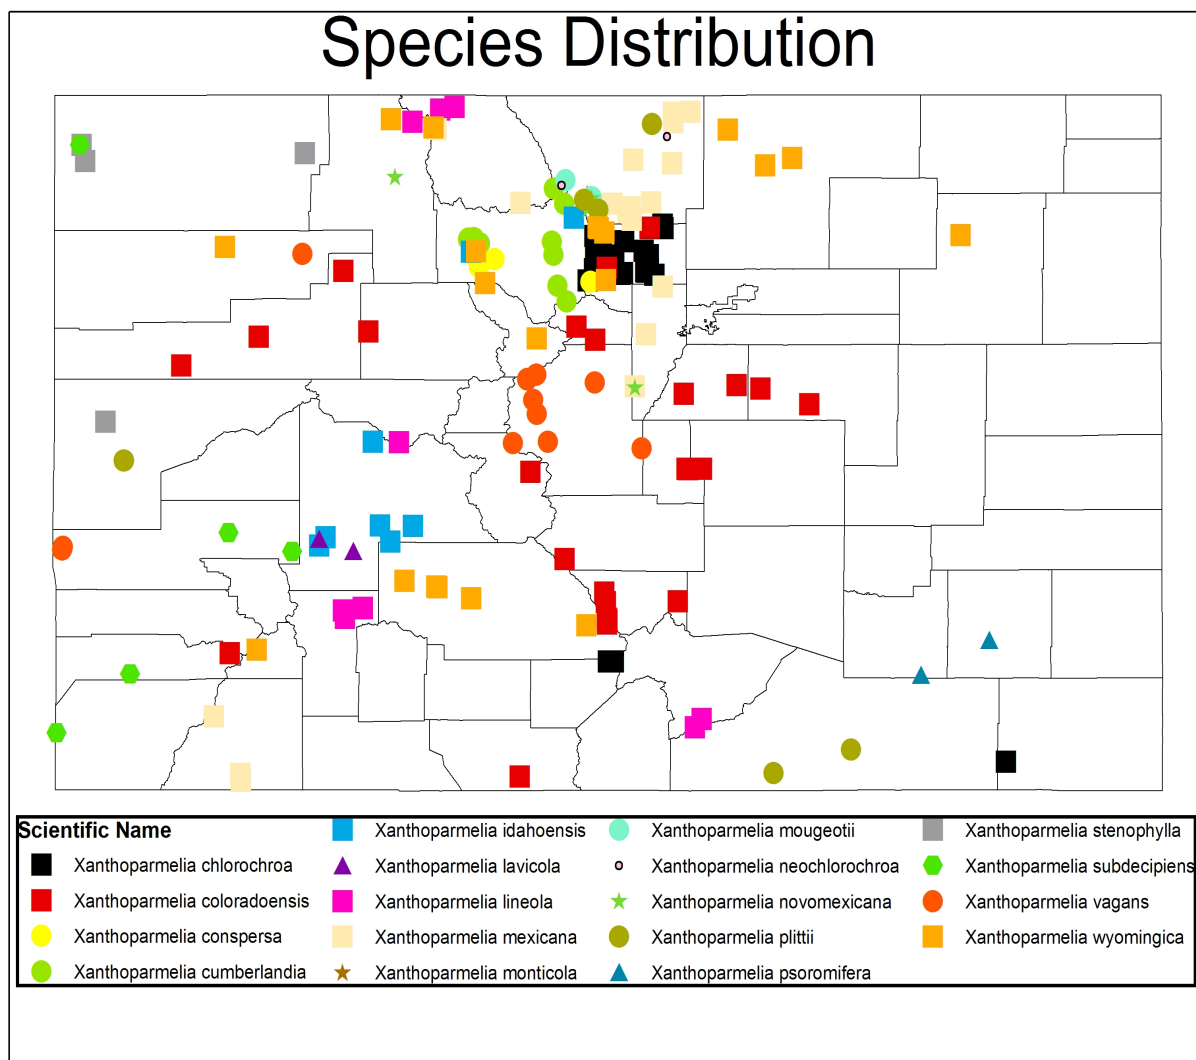 Species Distribution
Scientific Name
Xanthoparmelia chlorochroa
Xanthoparmelia coloradoensis
Xanthoparmelia conspersa
Xanthoparmelia cumberlandia
Xanthoparmelia idahoensis
Xanthoparmelia lavicola
Xanthoparmelia lineola
Xanthoparmelia mexicana
Xanthoparmelia monticola
Xanthoparmelia mougeotii
Xanthoparmelia neochlorochroa
Xanthoparmelia novomexicana
Xanthoparmelia plittii
Xanthoparmelia psoromifera
Xanthoparmelia stenophylla
Xanthoparmelia subdecipiens
Xanthoparmelia vagans
Xanthoparmelia wyomingica